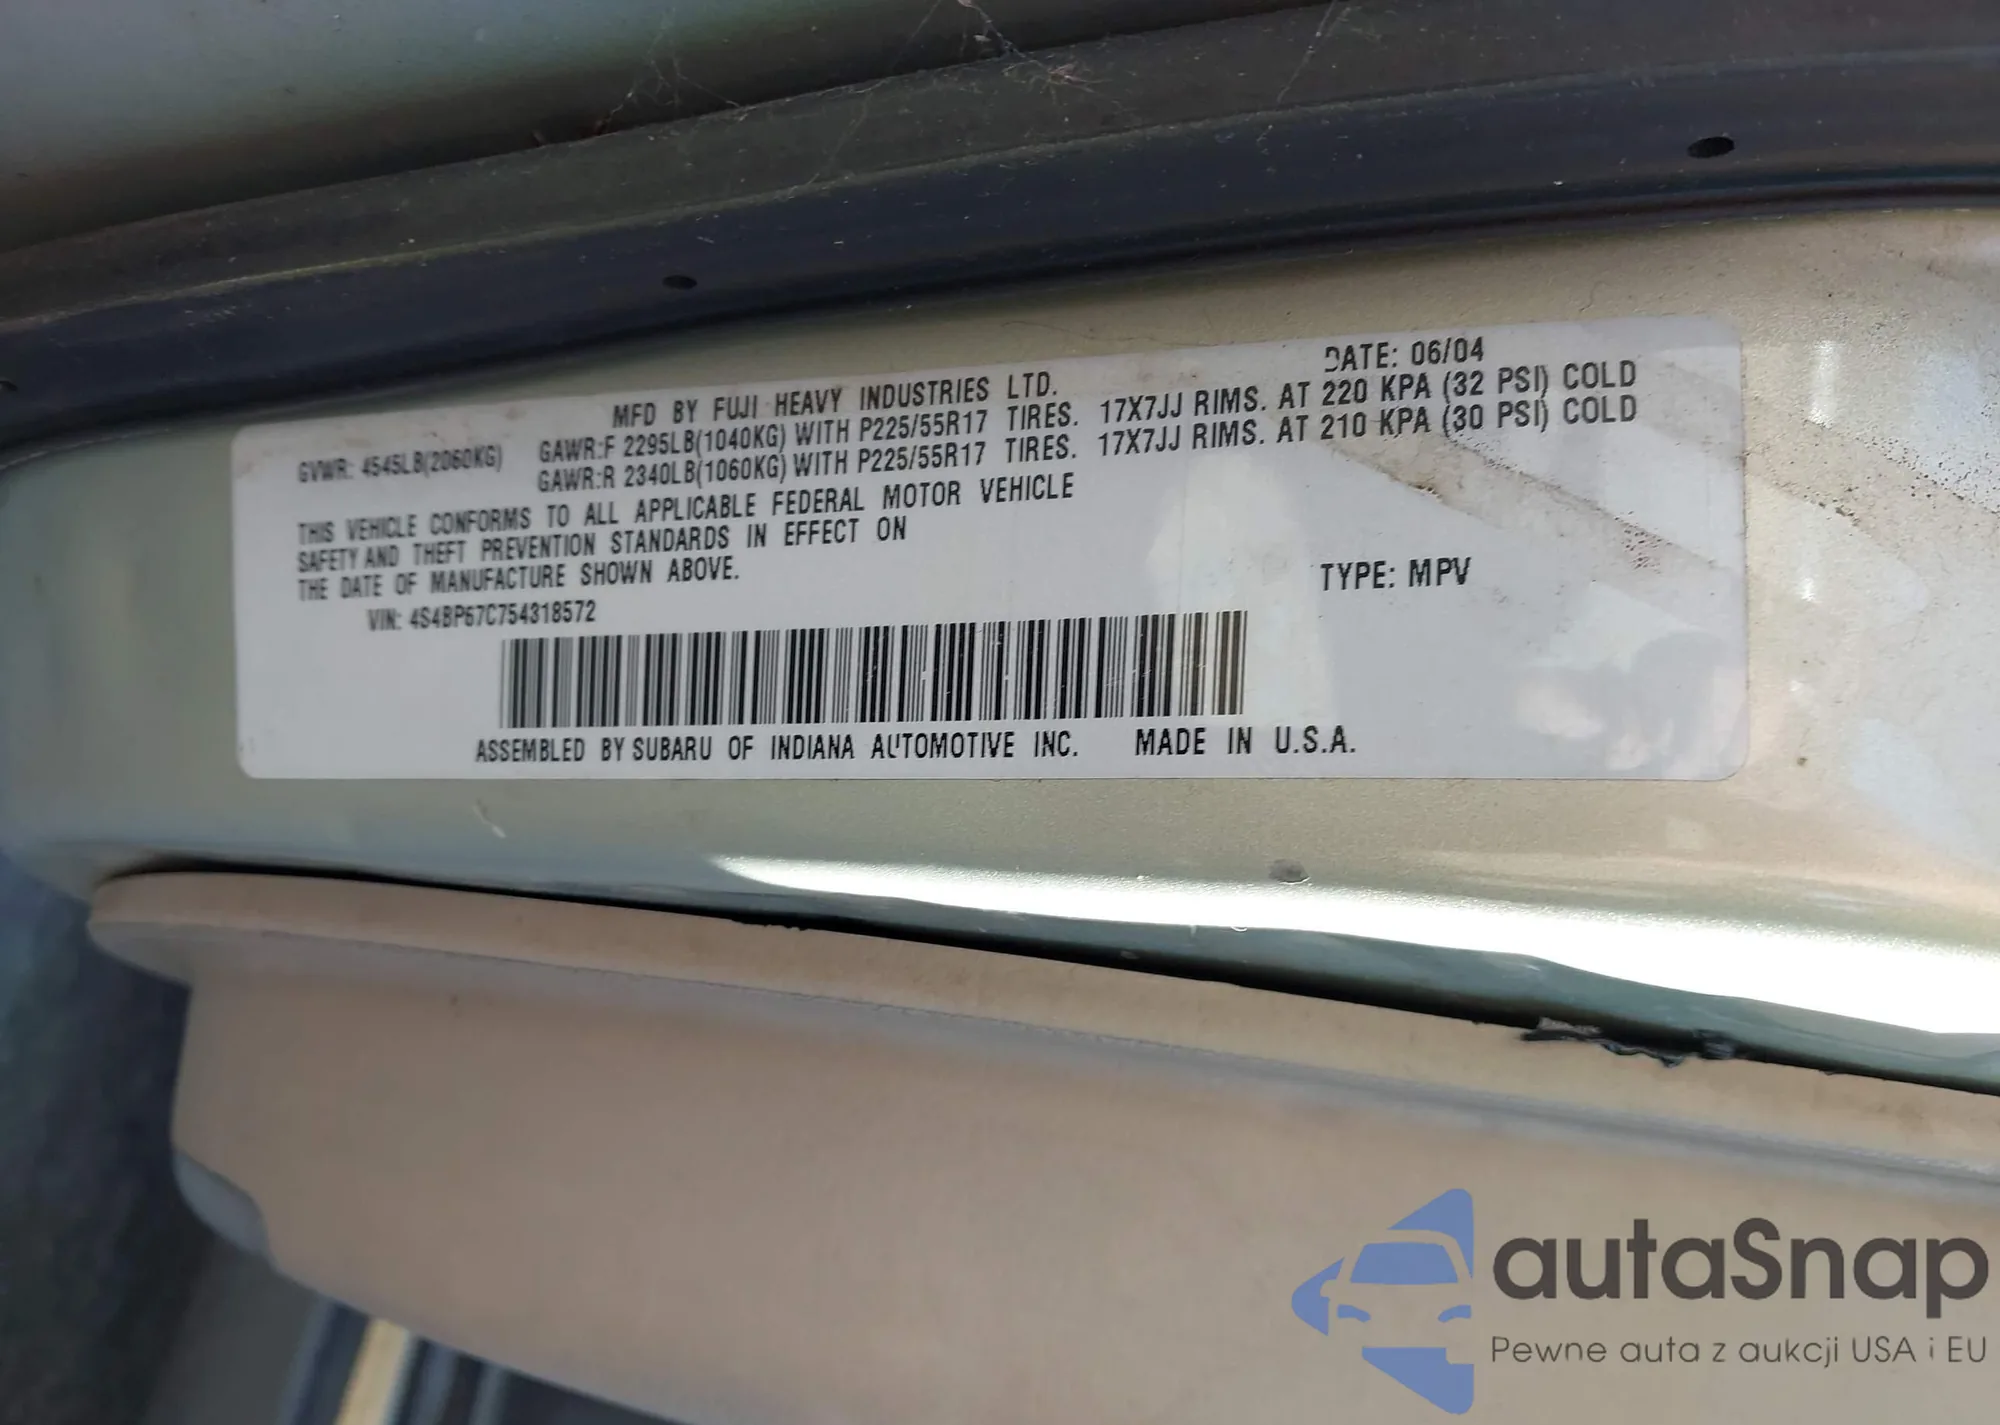 MFD BY FUJI HEAVY INDUSTRIES LTD. DATE: 06/04
GVWR: 4545LB(2060KG) GAWR:F 2295LB(1040KG) WITH P225/55R17 TIRES. 17X7JJ RIMS. AT 220 KPA (32 PSI) COLD
GAWR:R 2340LB(1060KG) WITH P225/55R17 TIRES. 17X7JJ RIMS. AT 210 KPA (30 PSI) COLD
THIS VEHICLE CONFORMS TO ALL APPLICABLE FEDERAL MOTOR VEHICLE
SAFETY AND THEFT PREVENTION STANDARDS IN EFFECT ON
THE DATE OF MANUFACTURE SHOWN ABOVE.
TYPE: MPV
VIN: 4S4BP67C754318572
ASSEMBLED BY SUBARU OF INDIANA AUTOMOTIVE INC. MADE IN U.S.A.
autaSnap
Pewne auta z aukcji USA i EU